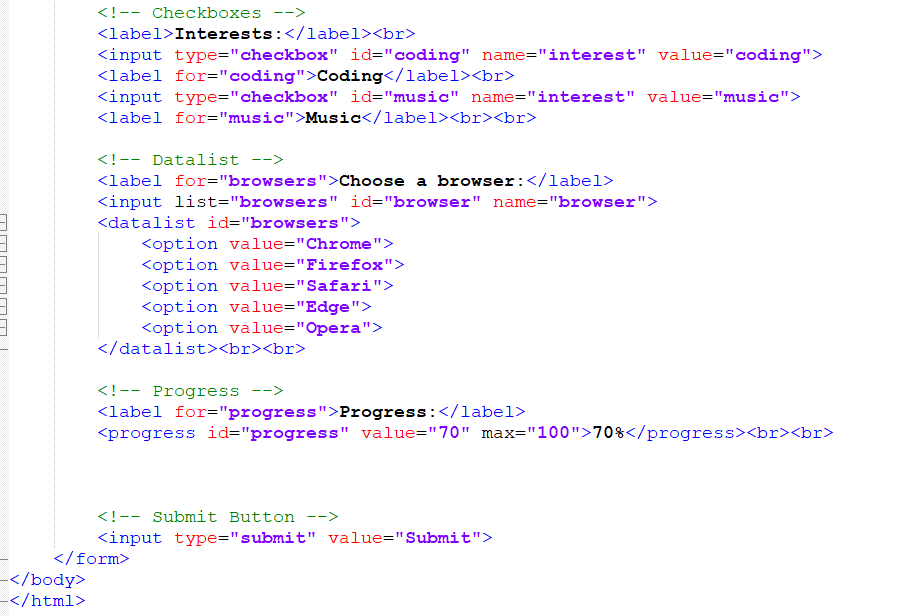 <!-- Checkboxes -->
<label>Interests:</label><br>
<input type="checkbox" id="coding" name="interest" value="coding">
<label for="coding">Coding</label><br>
<input type="checkbox" id="music" name="interest" value="music">
<label for="music">Music</label><br><br>
<!-- Datalist -->
<label for="browsers">Choose a browser:</label>
<input list="browsers" id="browser" name="browser">
<datalist id="browsers">
<option value="Chrome">
<option value="Firefox">
<option value="Safari">
<option value="Edge">
<option value="Opera">
</datalist><br><br>
<!-- Progress -->
<label for="progress">Progress:</label>
<progress id="progress" value="70" max="100">70%</progress><br><br>
<!-- Submit Button -->
<input type="submit" value="Submit">
</form>
</body>
</html>